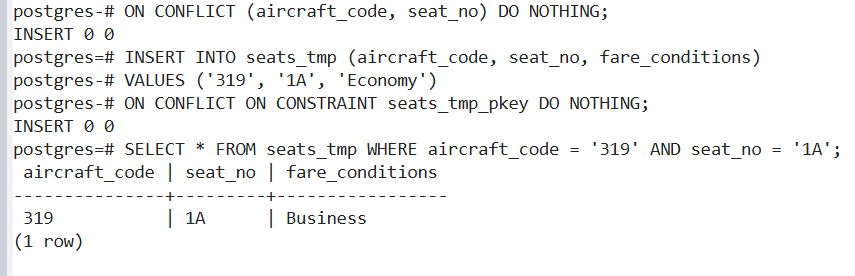 postgres-# ON CONFLICT (aircraft_code, seat_no) DO NOTHING;
INSERT 0 0
postgres=# INSERT INTO seats_tmp (aircraft_code, seat_no, fare_conditions)
postgres-# VALUES ('319', '1A', 'Economy')
postgres-# ON CONFLICT ON CONSTRAINT seats_tmp_pkey DO NOTHING;
INSERT 0 0
postgres=# SELECT * FROM seats_tmp WHERE aircraft_code = '319' AND seat_no = '1A';
 aircraft_code | seat_no | fare_conditions
---------------+---------+-----------------
 319           | 1A      | Business
(1 row)